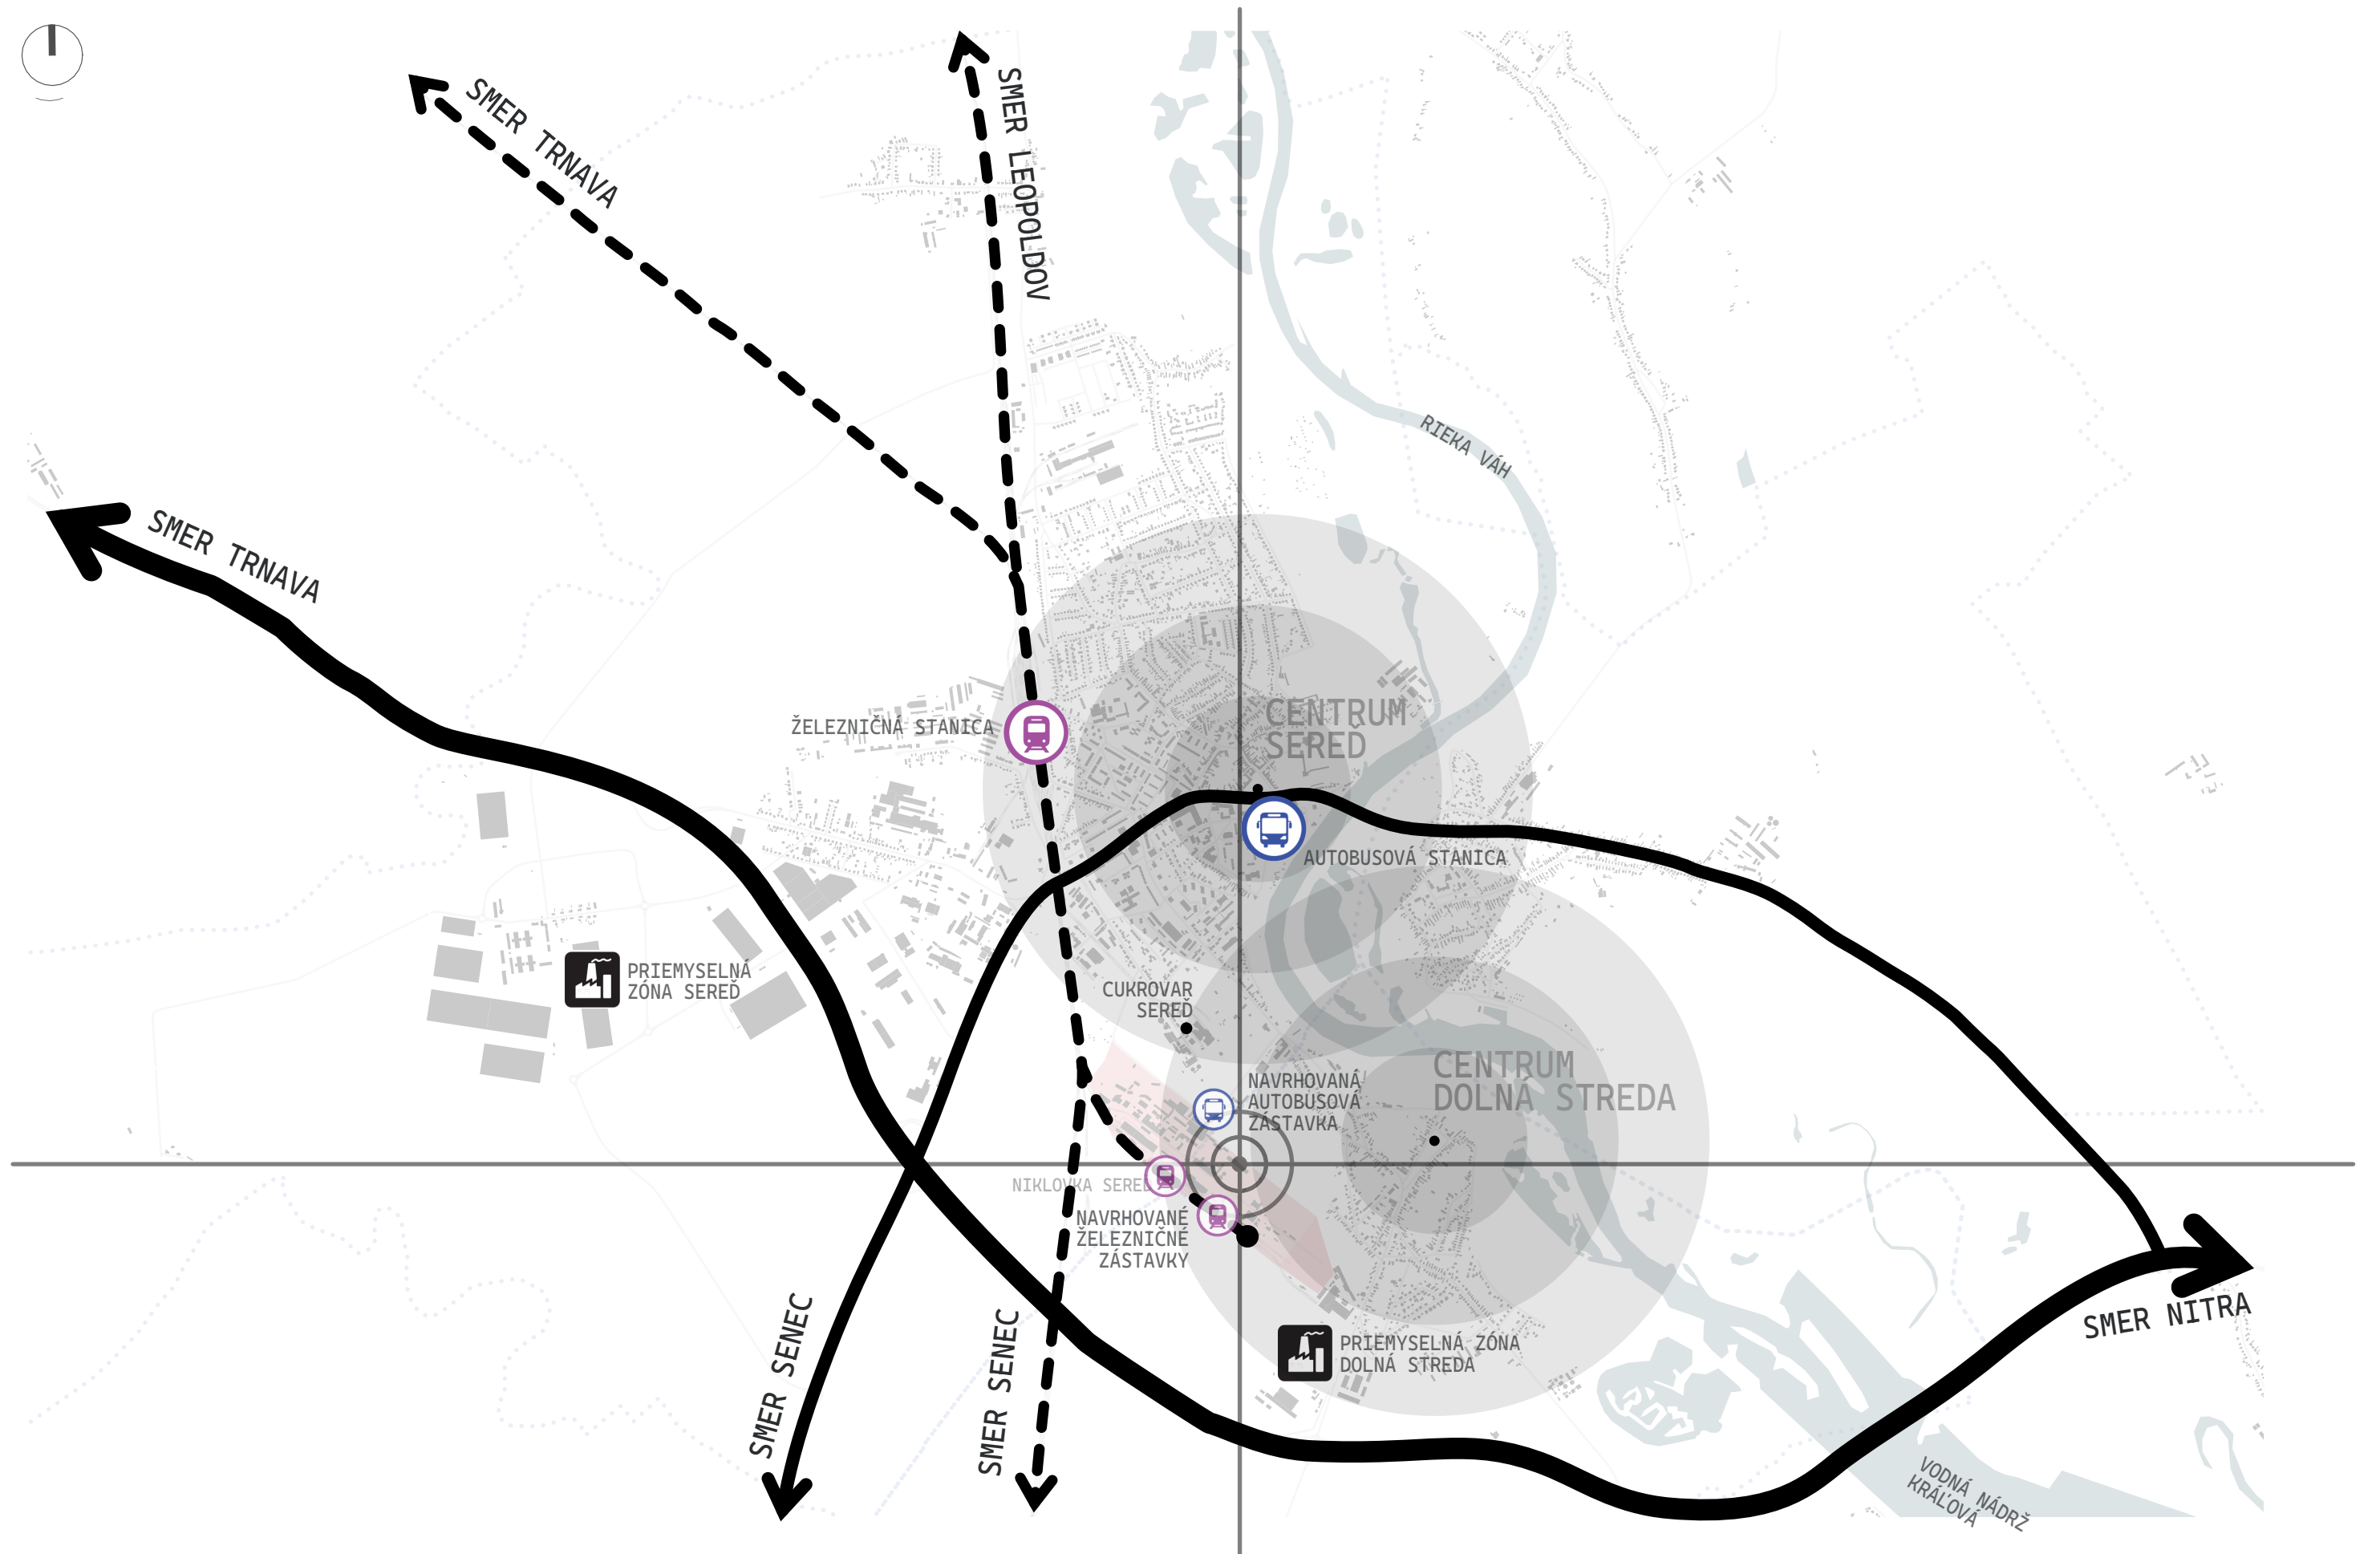 SMER TRNAVA
SMER LEOPOLDOV
RIEKA VÁH
SMER TRNAVA
ŽELEZNIČNÁ STANICA
CENTRUM
SEREĎ
AUTOBUSOVÁ STANICA
PRIEMYSELNÁ
ZÓNA SEREĎ
CUKROVAR
SEREĎ
NAVRHOVANÁ
AUTOBUSOVÁ
ZÁSTAVKA
CENTRUM
DOLNÁ STREDA
NIKLOVKA SEREĎ
NAVRHOVANÉ
ŽELEZNIČNÉ
ZÁSTAVKY
SMER SENEC
SMER SENEC
PRIEMYSELNÁ ZÓNA
DOLNÁ STREDA
SMER NITRA
VODNÁ NÁDRŽ
KRÁĽOVÁ